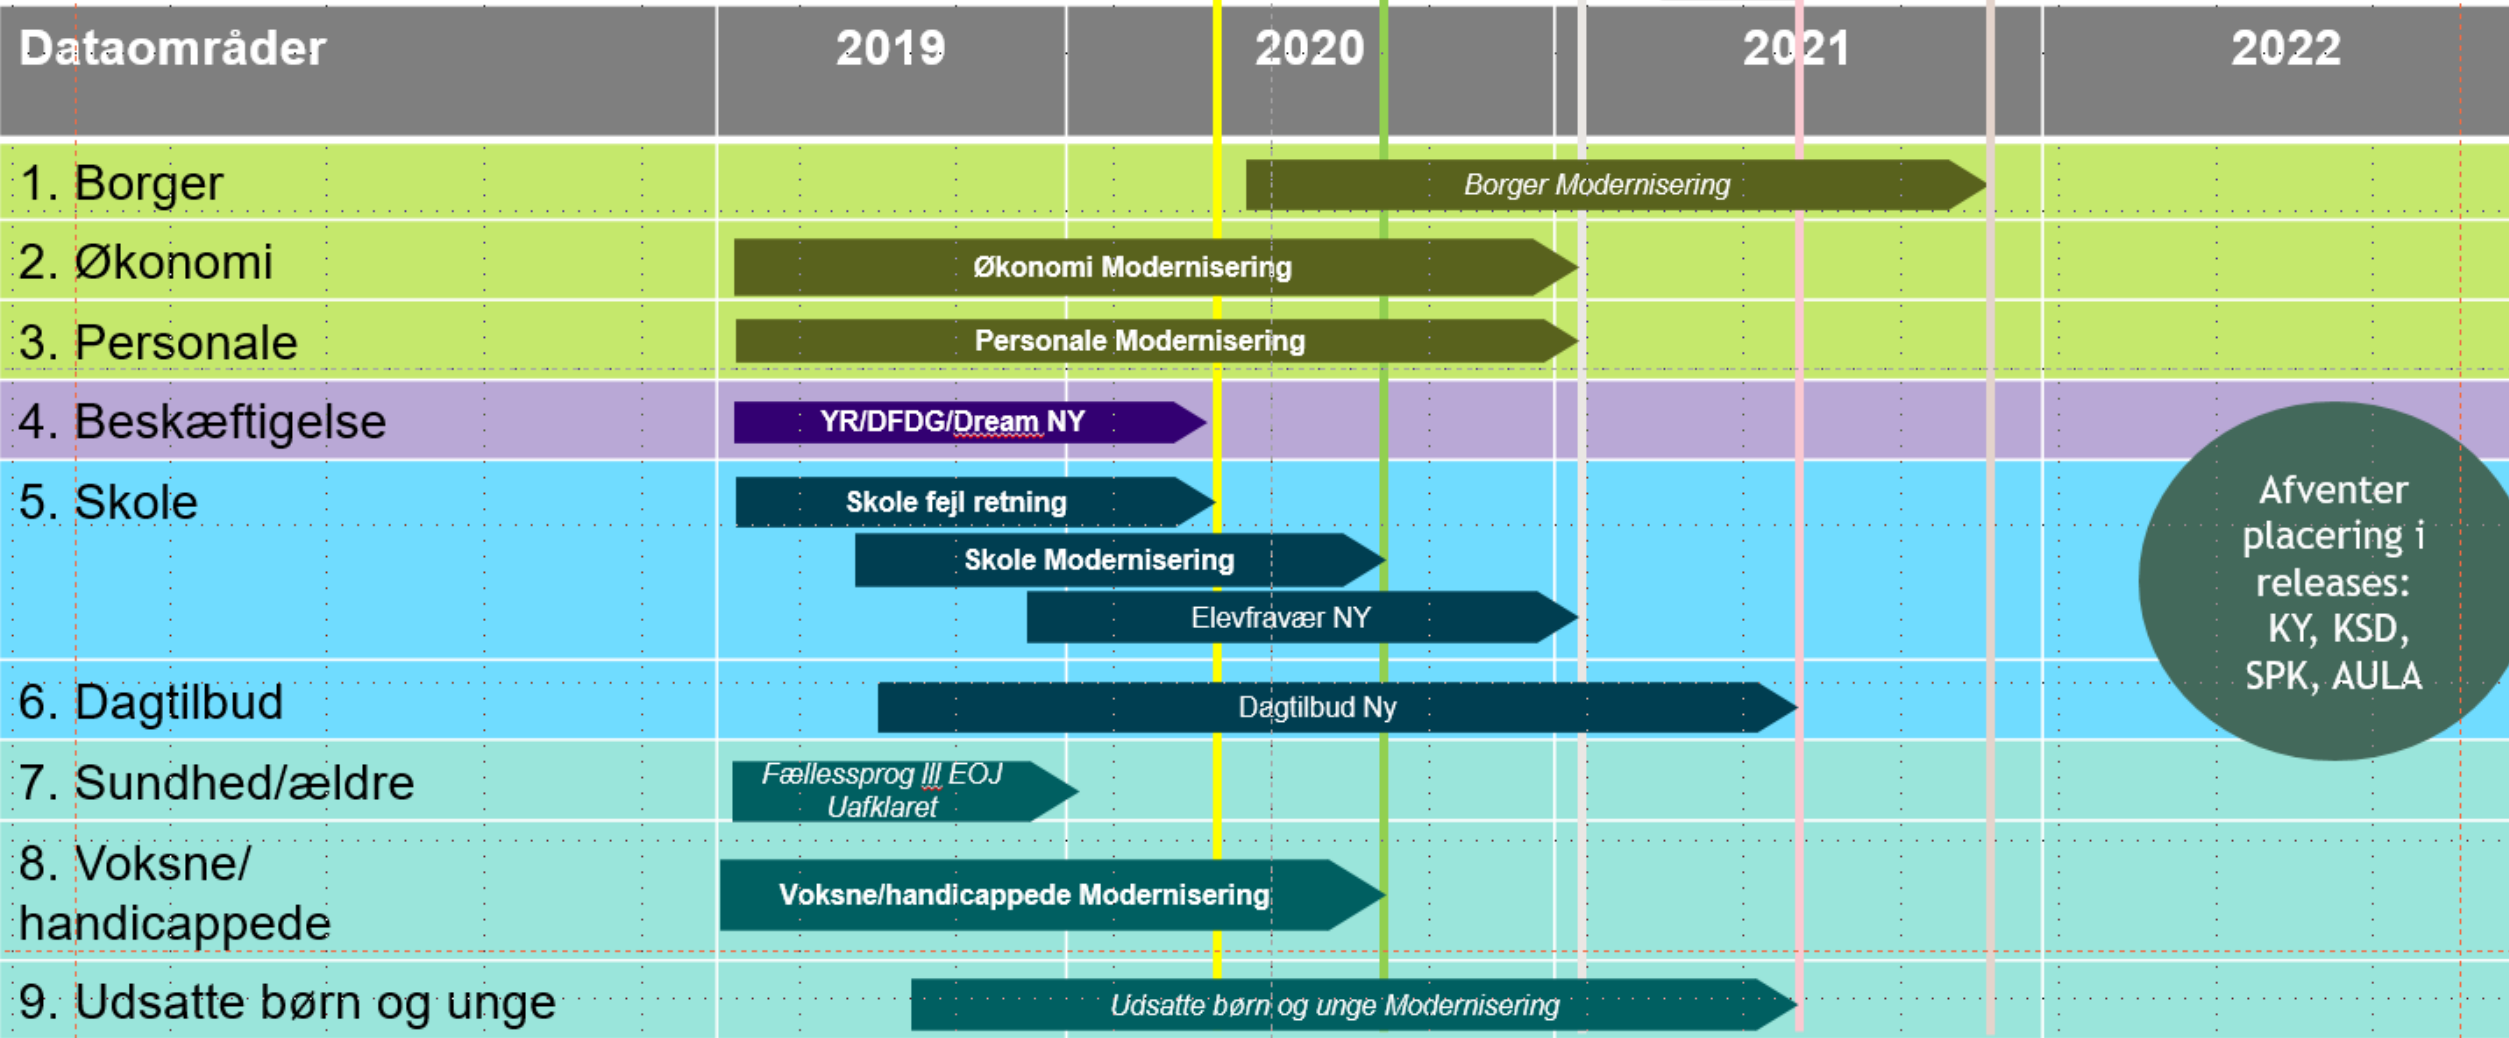 Dataområder 2019 2020 2021 2022
1. Borger
Borger Modernisering
2. Økonomi
Økonomi Modernisering
3. Personale
Personale Modernisering
4. Beskæftigelse
YR/DFDG/Dream NY
5. Skole
Skole fejl retning
Skole Modernisering
Elevfravær NY
6. Dagtilbud
Dagtilbud Ny
7. Sundhed/ældre
Fællessprog III EOJ
Uafklaret
8. Voksne/
handicappede
Voksne/handicappede Modernisering
9. Udsatte børn og unge
Udsatte børn og unge Modernisering
Afventer
placering i
releases:
KY, KSD,
SPK, AULA